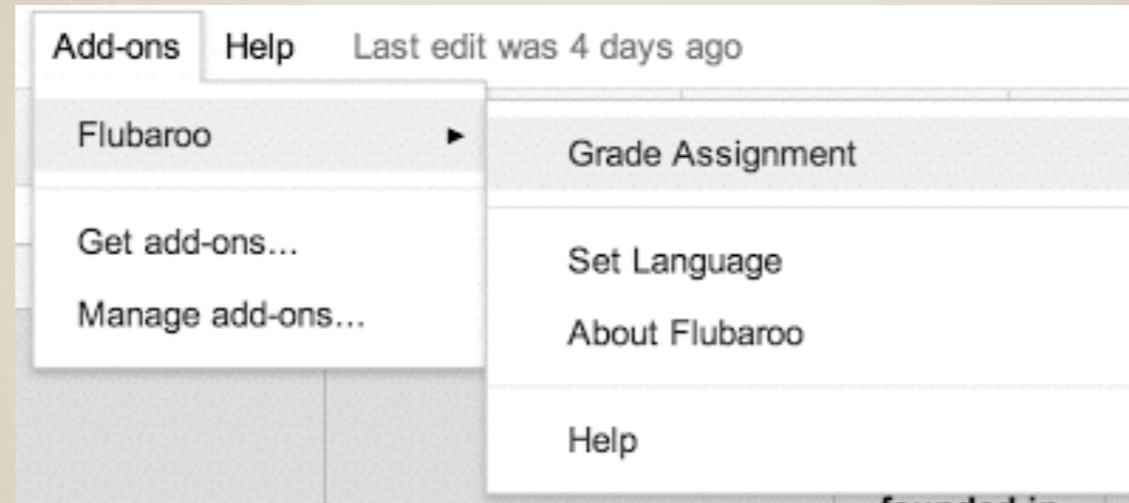 Add-ons Help Last edit was 4 days ago
Flubaroo
Get add-ons...
Manage add-ons...
Grade Assignment
Set Language
About Flubaroo
Help